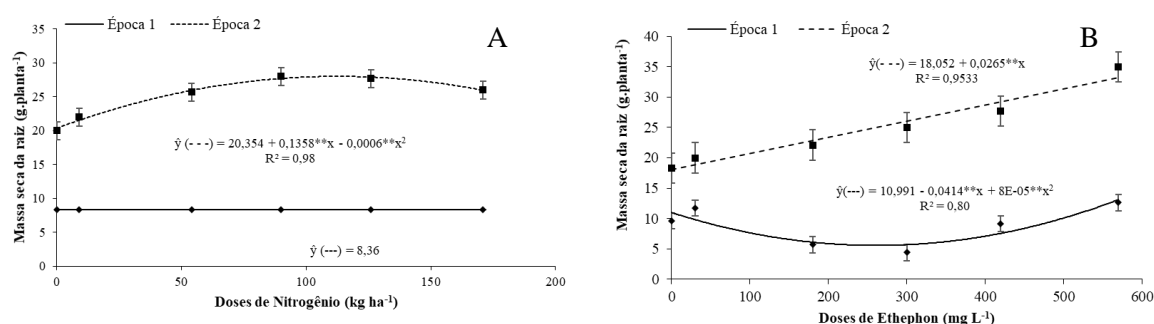 Época 1
Época 2
A
Massa seca da raiz (g.planta⁻¹)
35
30
25
20
15
10
5
0
ŷ (- - -) = 20,354 + 0,1358**x - 0,0006**x²
R² = 0,98
ŷ (---) = 8,36
0
50
100
150
200
Doses de Nitrogênio (kg ha⁻¹)
Época 1
Época 2
B
Massa seca da raiz (g.planta⁻¹)
40
35
30
25
20
15
10
5
0
ŷ(- - -) = 18,052 + 0,0265**x
R² = 0,9533
ŷ(---) = 10,991 - 0,0414**x + 8E-05**x²
R² = 0,80
0
100
200
300
400
500
600
Doses de Ethephon (mg L⁻¹)